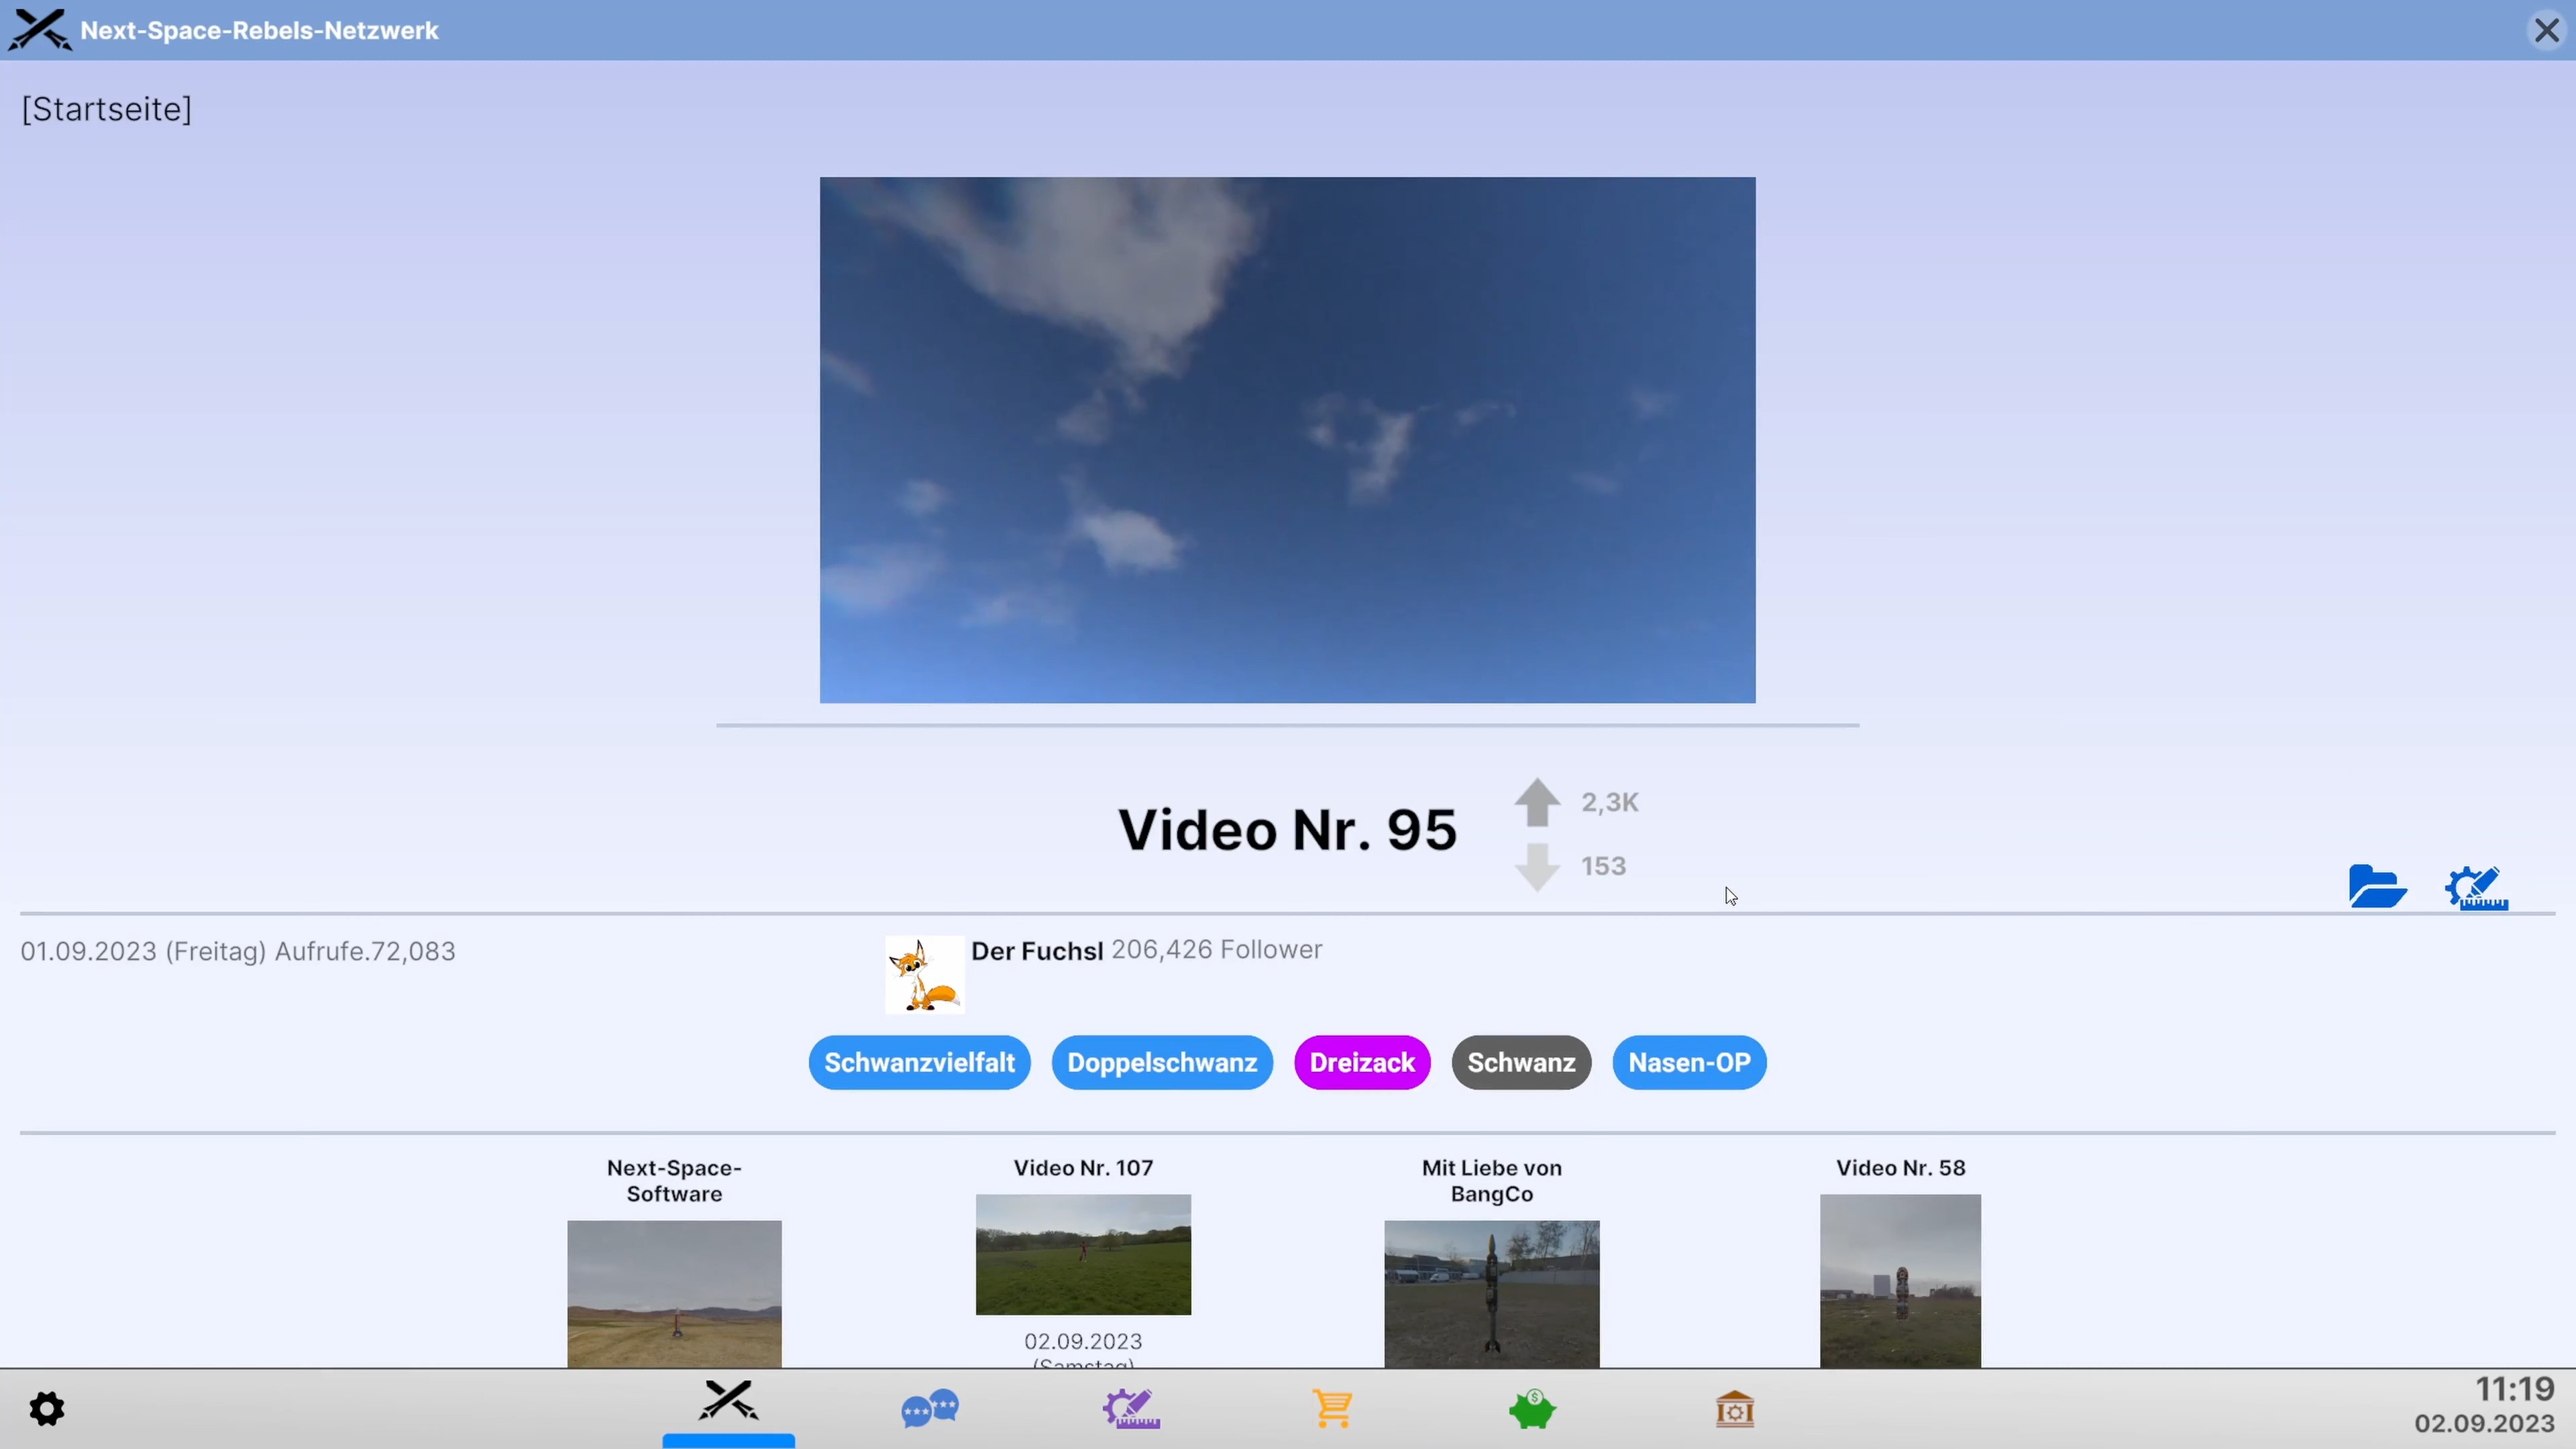 Next-Space-Rebels-Netzwerk
[Startseite]
Video Nr. 95
2,3K
153
01.09.2023 (Freitag) Aufrufe.72,083
Der Fuchsl 206,426 Follower
Schwanzvielfalt Doppelschwanz Dreizack Schwanz Nasen-OP
Next-Space-
Software
Video Nr. 107
02.09.2023
(Samstag)
Mit Liebe von
BangCo
Video Nr. 58
11:19
02.09.2023